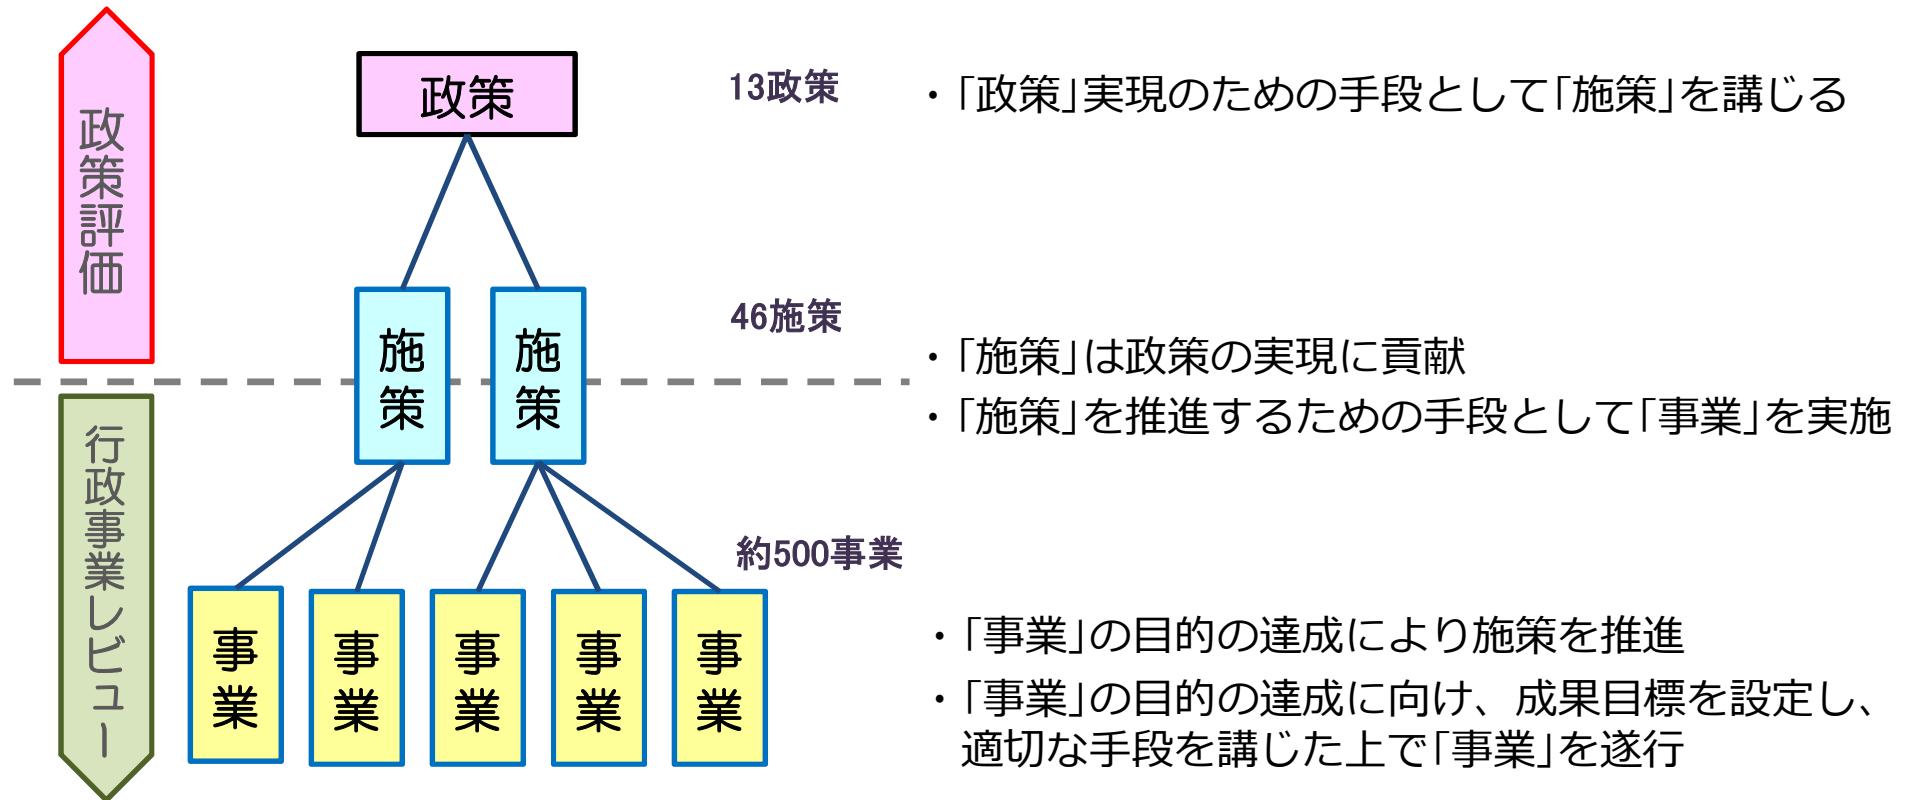 政策評価
行政事業レビュー
政策
施策
施策
事業
事業
事業
事業
事業
13政策
46施策
約500事業
・「政策」実現のための手段として「施策」を講じる
・「施策」は政策の実現に貢献
・「施策」を推進するための手段として「事業」を実施
・「事業」の目的の達成により施策を推進
・「事業」の目的の達成に向け、成果目標を設定し、
適切な手段を講じた上で「事業」を遂行